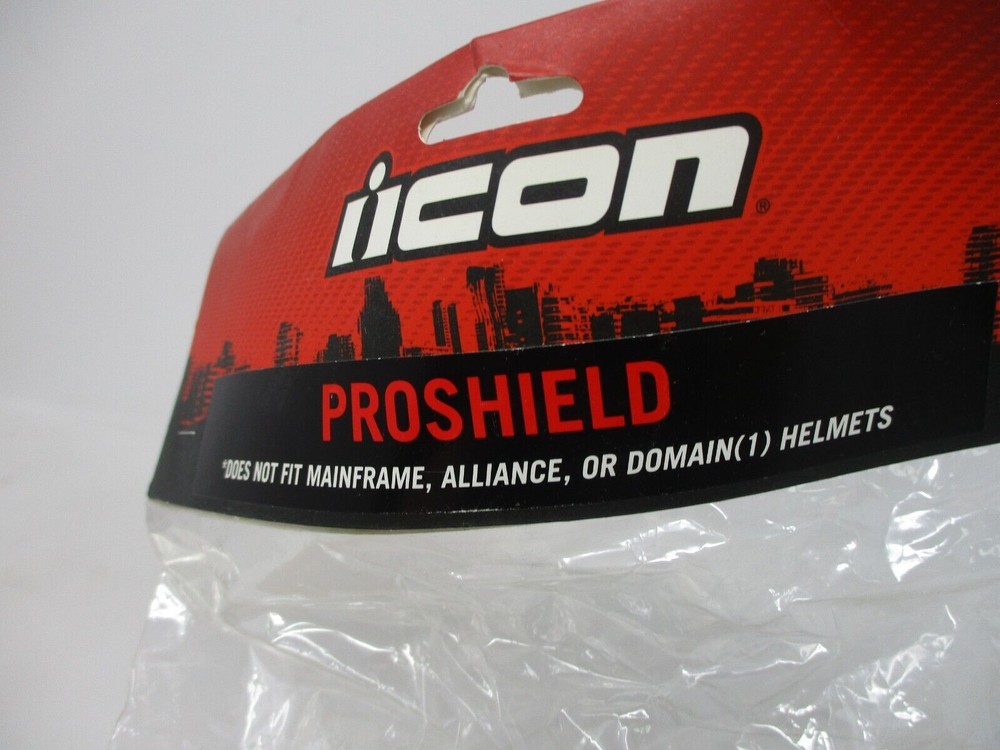 icon®
PROSHIELD
*DOES NOT FIT MAINFRAME, ALLIANCE, OR DOMAIN(1) HELMETS